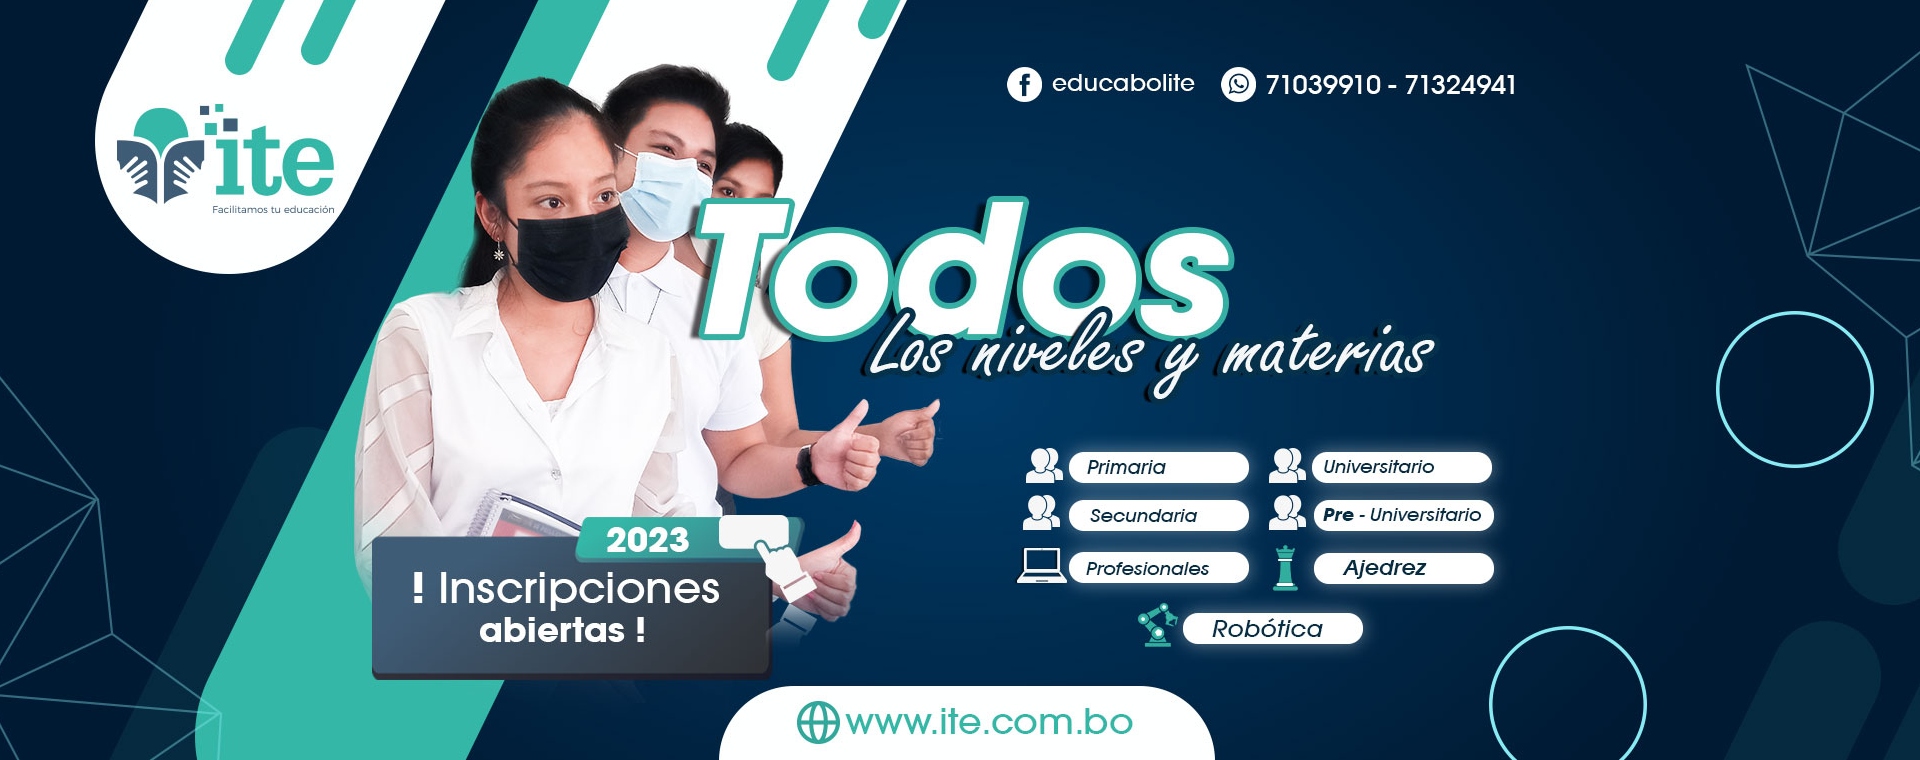 ite
Facilitamos tu educación
educabolite
71039910 - 71324941
Todos
Los niveles y materias
Primaria
Universitario
Secundaria
Pre - Universitario
Profesionales
Ajedrez
Robótica
2023
! Inscripciones
abiertas !
www.ite.com.bo